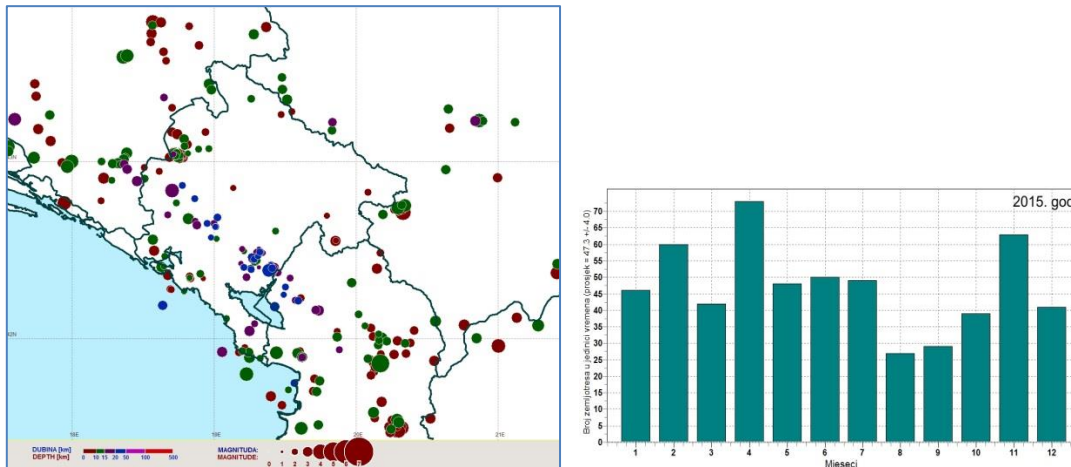 43N
42N
18E 19E 20E 21E
DUBINA [km]
DEPTH [km]
0 10 15 20 50 100 500
MAGNITUDA:
MAGNITUDE:
0 1 2 3 4 5 6 7
2015. god
Broj zemljotresa u jedinici vremena (prosjek = 47.3 +/- 4.0)
70
65
60
55
50
45
40
35
30
25
20
15
10
5
0
1 2 3 4 5 6 7 8 9 10 11 12
Mjeseci